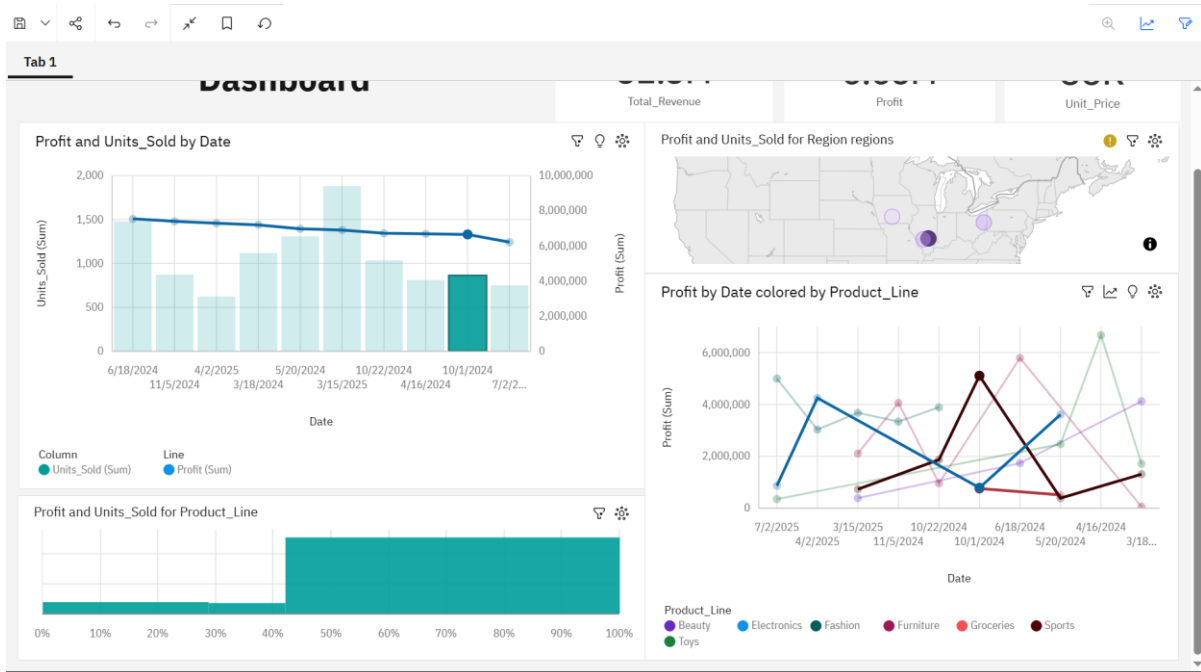 Tab 1
Dashboard
Total_Revenue
Profit
Unit_Price
Profit and Units_Sold by Date
2,000
1,500
1,000
500
0
10,000,000
8,000,000
6,000,000
4,000,000
2,000,000
0
Units_Sold (Sum)
Profit (Sum)
6/18/2024 4/2/2025 5/20/2024 10/22/2024 10/1/2024
11/5/2024 3/18/2024 3/15/2025 4/16/2024 7/2/2...
Date
Column Line
Units_Sold (Sum) Profit (Sum)
Profit and Units_Sold for Product_Line
0% 10% 20% 30% 40% 50% 60% 70% 80% 90% 100%
Profit and Units_Sold for Region regions
Profit by Date colored by Product_Line
6,000,000
4,000,000
2,000,000
0
Profit (Sum)
7/2/2025 3/15/2025 10/22/2024 6/18/2024 4/16/2024
4/2/2025 11/5/2024 10/1/2024 5/20/2024 3/18...
Date
Product_Line
Beauty Electronics Fashion Furniture Groceries Sports
Toys